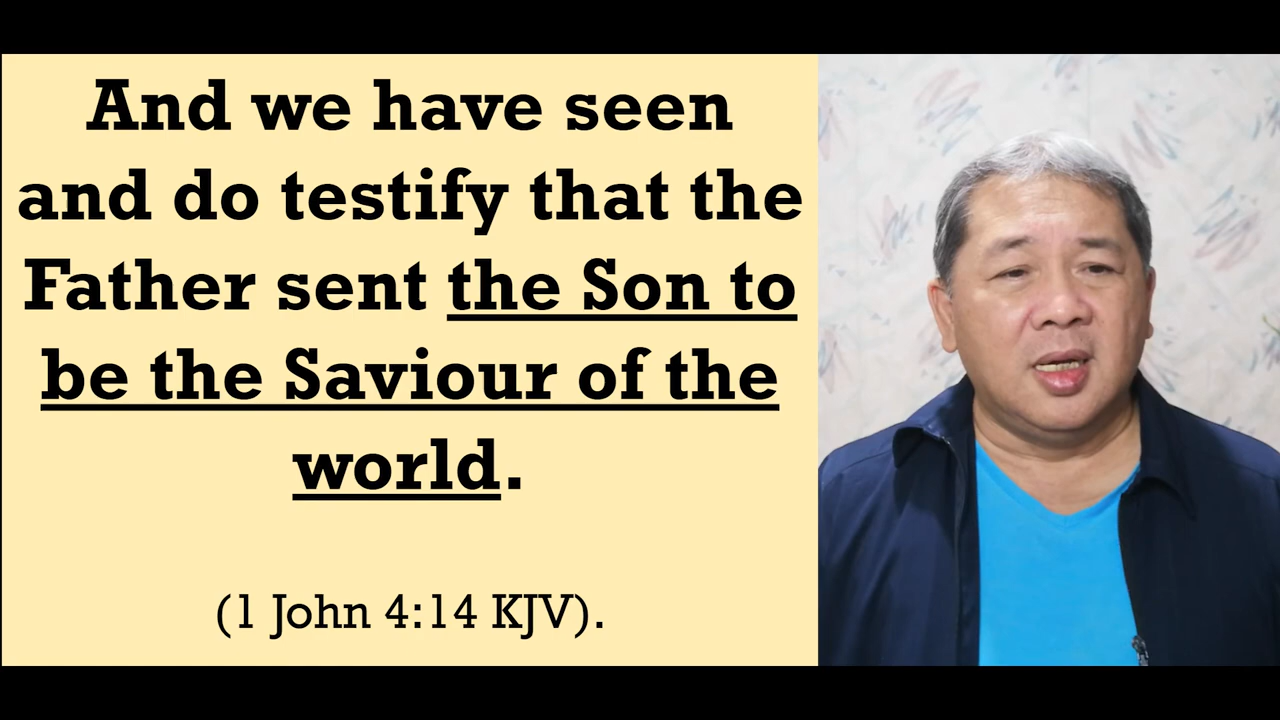 And we have seen
and do testify that the
Father sent the Son to
be the Saviour of the
world.
(1 John 4:14 KJV).